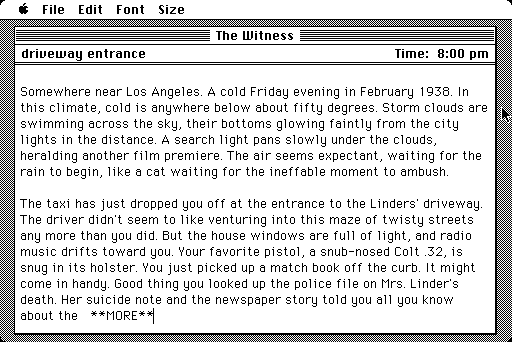 File Edit Font Size
The Witness
driveway entrance Time: 8:00 pm
Somewhere near Los Angeles. A cold Friday evening in February 1938. In
this climate, cold is anywhere below about fifty degrees. Storm clouds are
swimming across the sky, their bottoms glowing faintly from the city
lights in the distance. A search light pans slowly under the clouds,
heralding another film premiere. The air seems expectant, waiting for the
rain to begin, like a cat waiting for the ineffable moment to ambush.
The taxi has just dropped you off at the entrance to the Linders' driveway.
The driver didn't seem to like venturing into this maze of twisty streets
any more than you did. But the house windows are full of light, and radio
music drifts toward you. Your favorite pistol, a snub-nosed Colt .32, is
snug in its holster. You just picked up a match book off the curb. It might
come in handy. Good thing you looked up the police file on Mrs. Linder's
death. Her suicide note and the newspaper story told you all you know
about the **MORE**